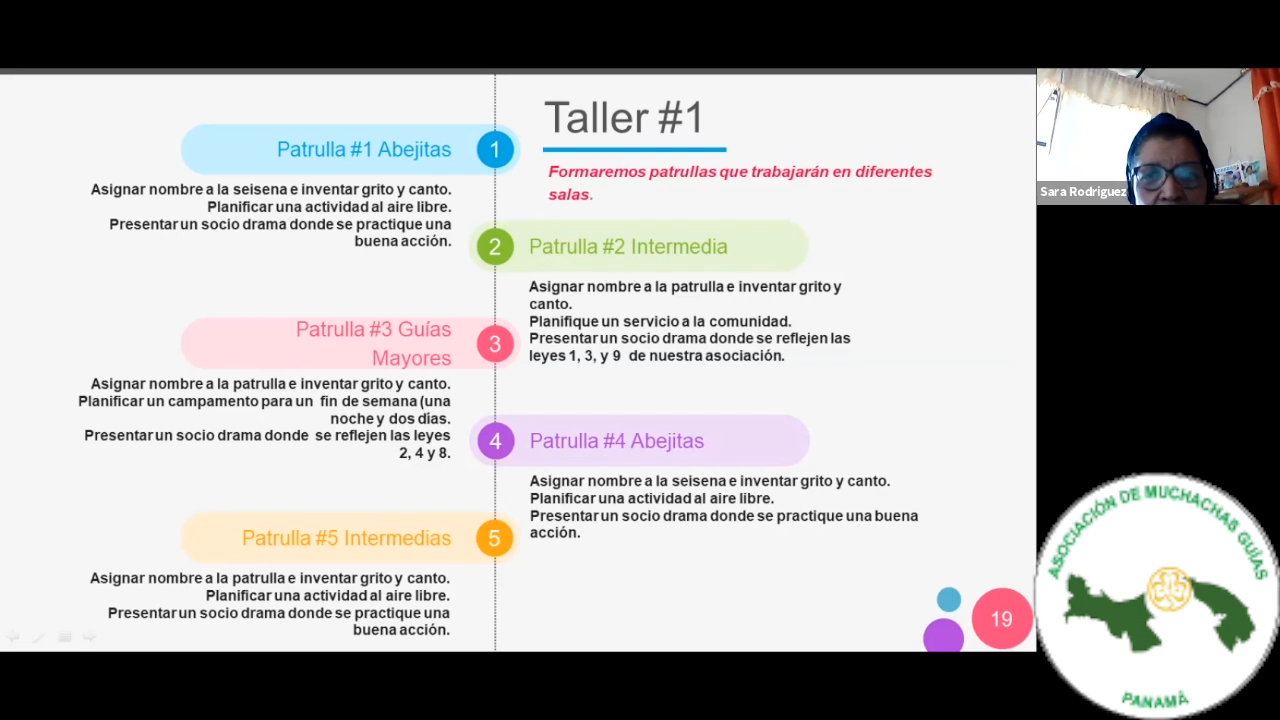 Taller #1
Formaremos patrullas que trabajarán en diferentes
salas.
Patrulla #1 Abejitas
1
Asignar nombre a la seisena e inventar grito y canto.
Planificar una actividad al aire libre.
Presentar un socio drama donde se practique una
buena acción.
2
Patrulla #2 Intermedia
Asignar nombre a la patrulla e inventar grito y
canto.
Planifique un servicio a la comunidad.
Presentar un socio drama donde se reflejen las
leyes 1, 3, y 9 de nuestra asociación.
Patrulla #3 Guías
Mayores
3
Asignar nombre a la patrulla e inventar grito y canto.
Planificar un campamento para un fin de semana (una
noche y dos días.
Presentar un socio drama donde se reflejen las leyes
2, 4 y 8.
4
Patrulla #4 Abejitas
Asignar nombre a la seisena e inventar grito y canto.
Planificar una actividad al aire libre.
Presentar un socio drama donde se practique una buena
acción.
Patrulla #5 Intermedias
5
Asignar nombre a la patrulla e inventar grito y canto.
Planificar una actividad al aire libre.
Presentar un socio drama donde se practique una
buena acción.
19
Sara Rodriguez
ASOCIACIÓN DE MUCHACHAS GUÍAS
PANAMÁ